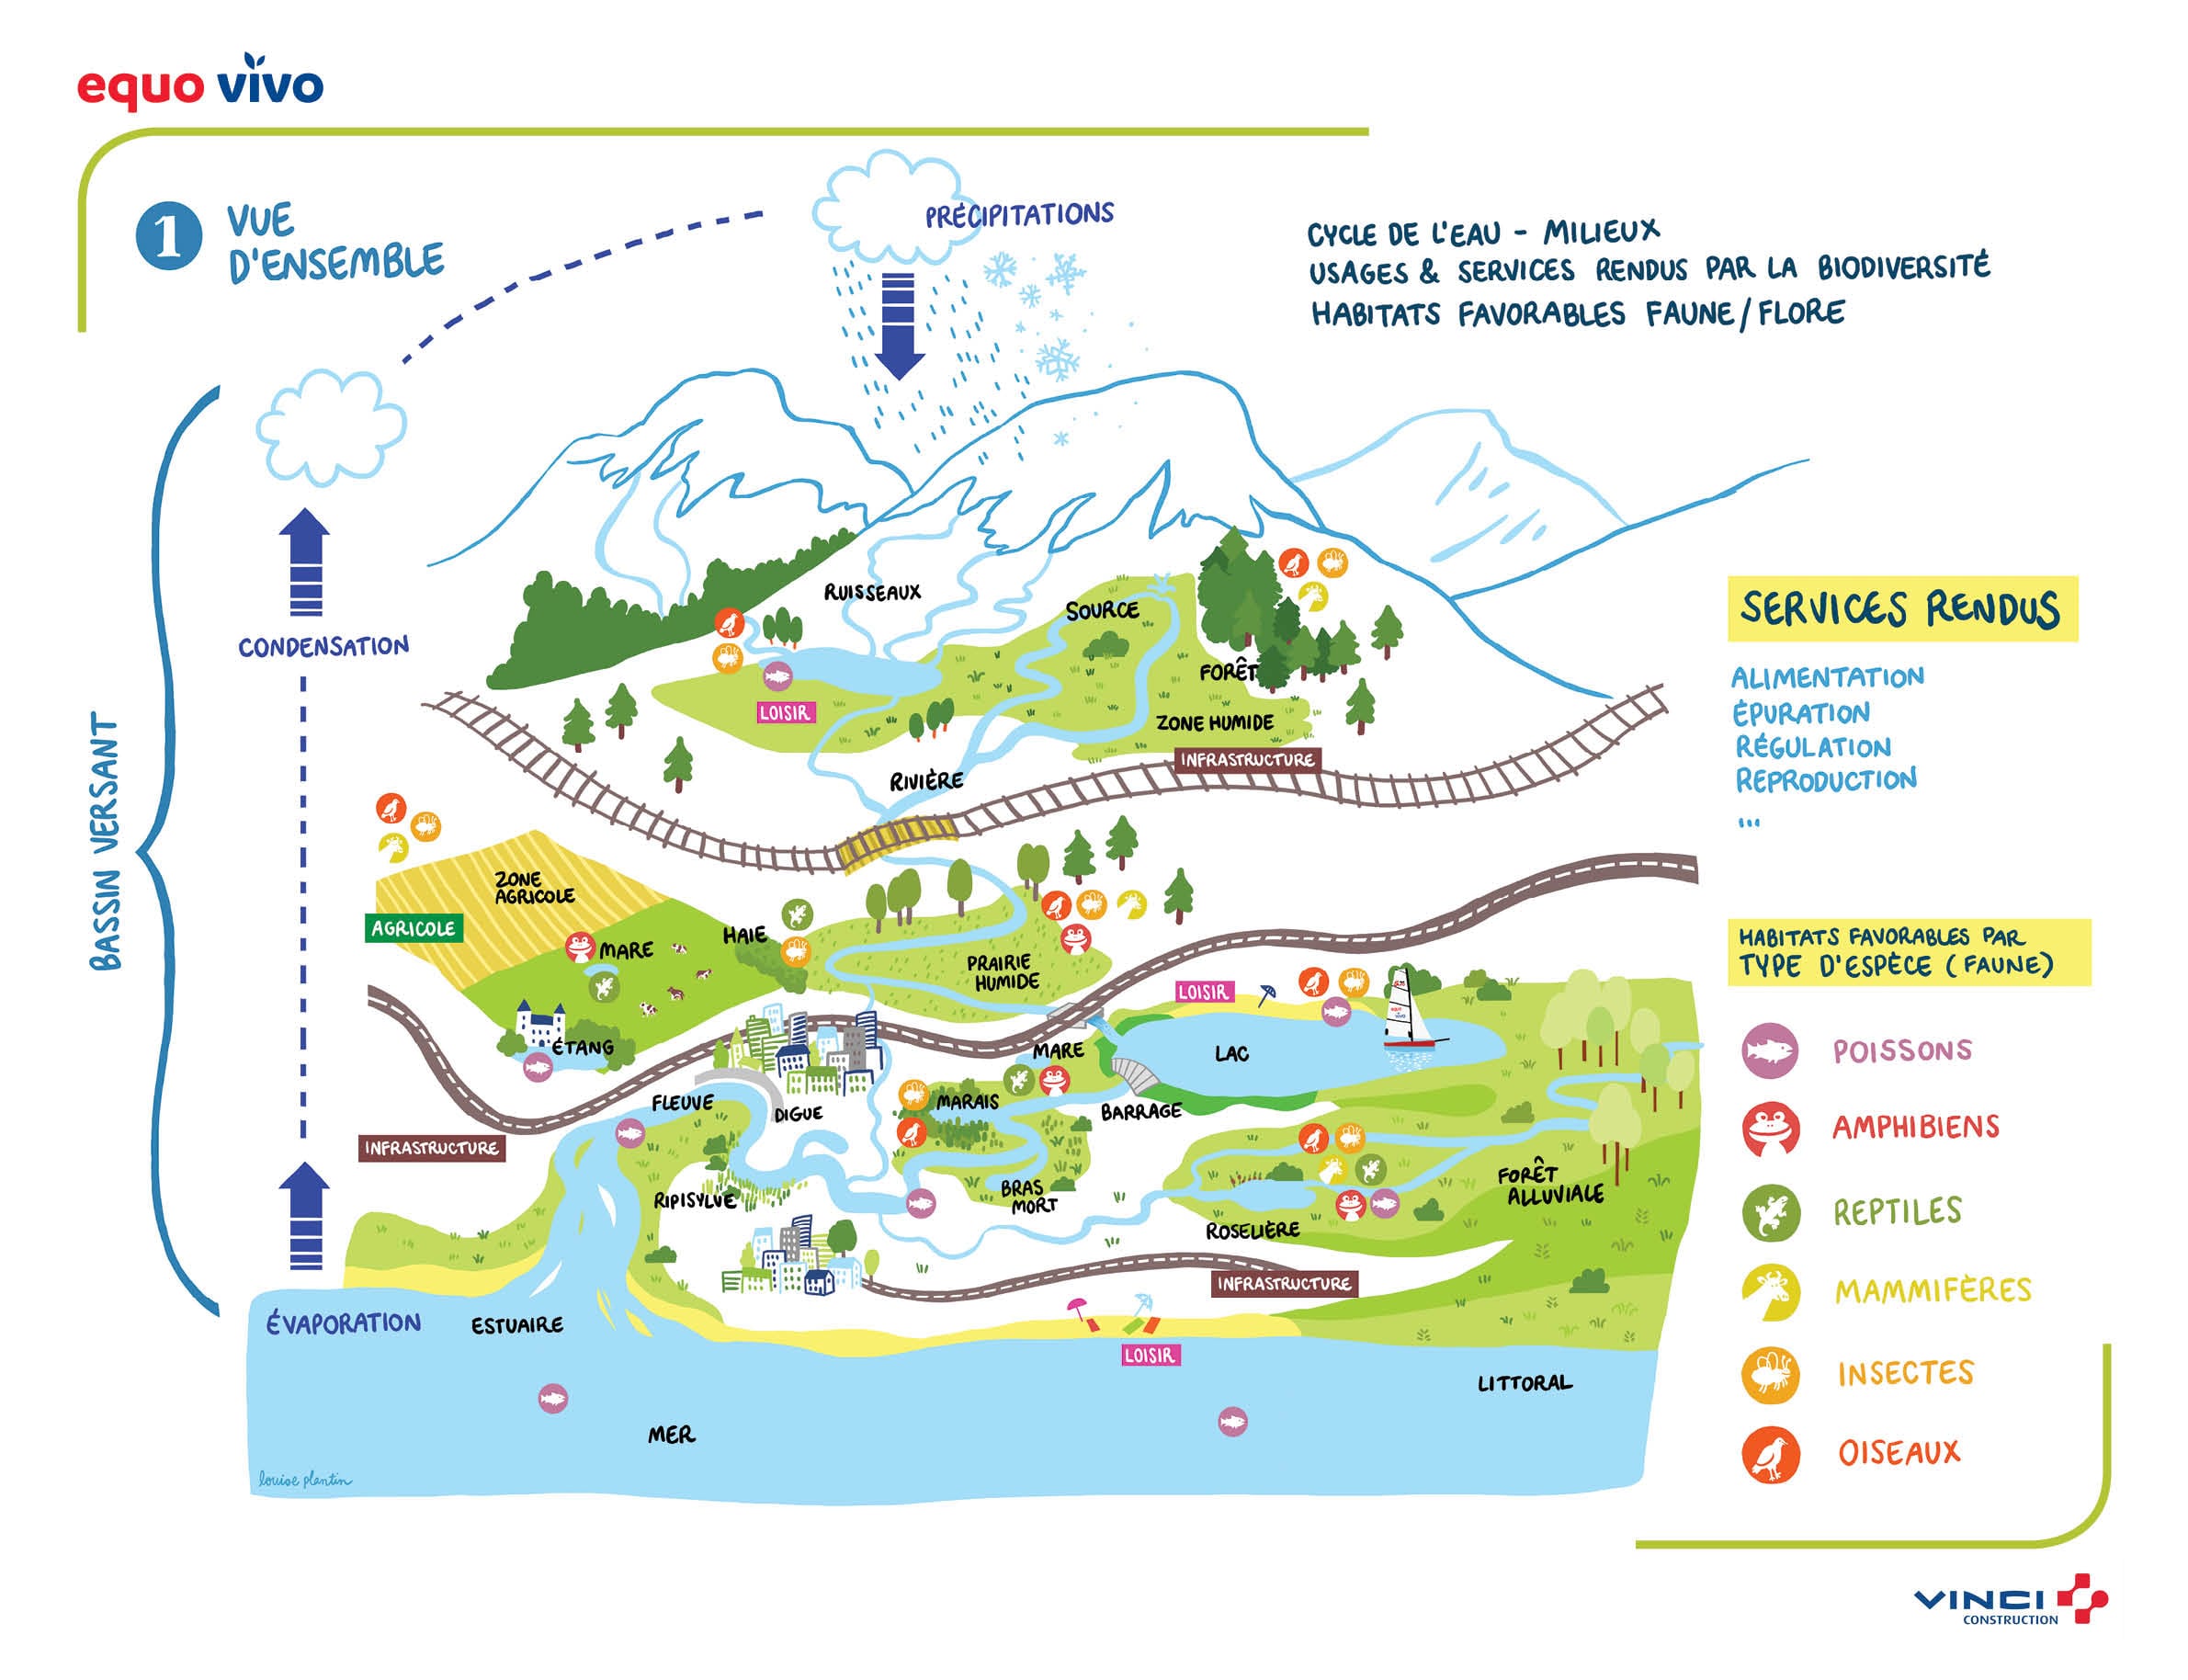 equo vivo
1
VUE
D'ENSEMBLE
PRÉCIPITATIONS
CYCLE DE L'EAU - MILIEUX
USAGES & SERVICES RENDUS PAR LA BIODIVERSITÉ
HABITATS FAVORABLES FAUNE/FLORE
CONDENSATION
BASSIN VERSANT
RUISSEAUX
SOURCE
FORÊT
LOISIR
ZONE HUMIDE
INFRASTRUCTURE
RIVIÈRE
ZONE
AGRICOLE
AGRICOLE
MARE
HAIE
PRAIRIE
HUMIDE
LOISIR
ÉTANG
MARE
LAC
FLEUVE
DIGUE
MARAIS
BARRAGE
INFRASTRUCTURE
RIPISYLVE
BRAS
MORT
FORÊT
ALLUVIALE
ROSELIÈRE
INFRASTRUCTURE
ÉVAPORATION
ESTUAIRE
LOISIR
LITTORAL
MER
louise plantin
SERVICES RENDUS
ALIMENTATION
ÉPURATION
RÉGULATION
REPRODUCTION
...
HABITATS FAVORABLES PAR
TYPE D'ESPÈCE (FAUNE)
POISSONS
AMPHIBIENS
REPTILES
MAMMIFÈRES
INSECTES
OISEAUX
VINCI
CONSTRUCTION